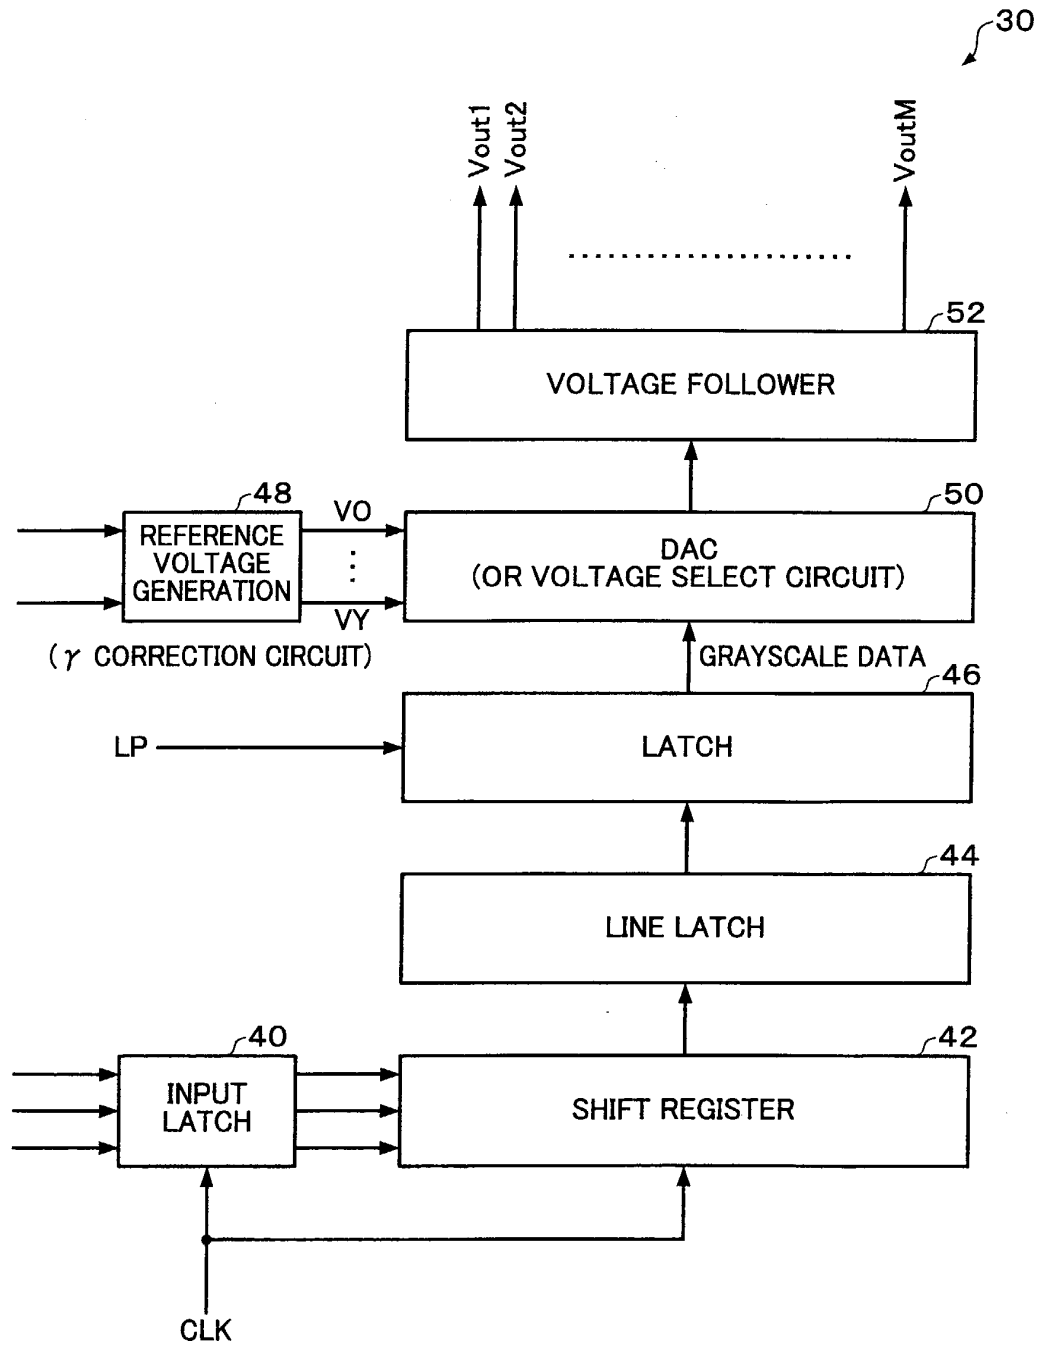 30
Vout1
Vout2
VoutM
52
VOLTAGE FOLLOWER
48
REFERENCE
VOLTAGE
GENERATION
(γ CORRECTION CIRCUIT)
VO
VY
50
DAC
(OR VOLTAGE SELECT CIRCUIT)
GRAYSCALE DATA
46
LP
LATCH
44
LINE LATCH
40
INPUT
LATCH
42
SHIFT REGISTER
CLK